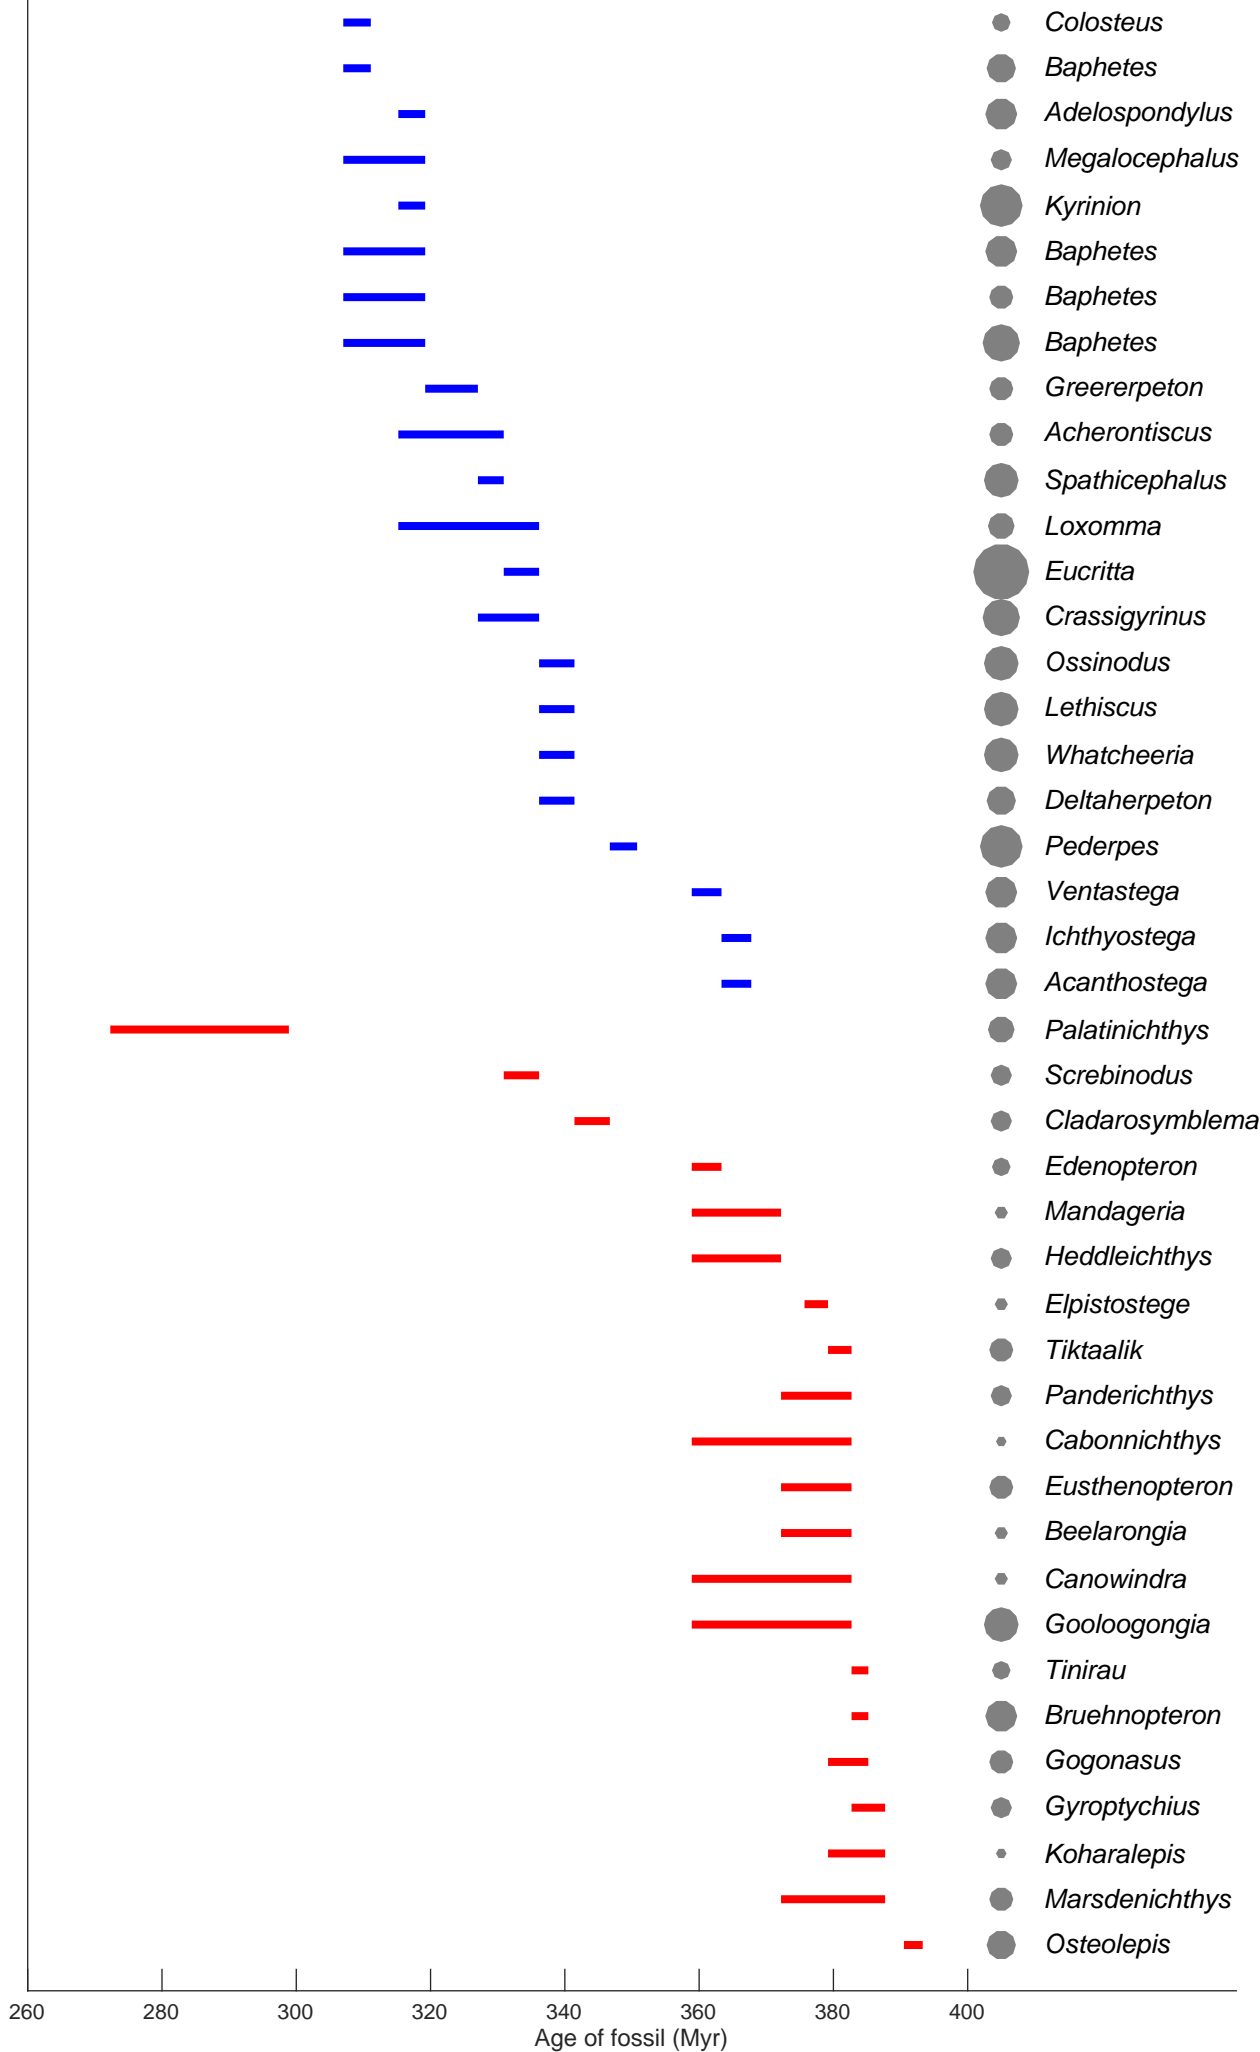 Colosteus
Baphetes
Adelospondylus
Megalocephalus
Kyrinion
Baphetes
Baphetes
Baphetes
Greererpeton
Acherontiscus
Spathicephalus
Loxomma
Eucritta
Crassigyrinus
Ossinodus
Lethiscus
Whatcheeria
Deltaherpeton
Pederpes
Ventastega
Ichthyostega
Acanthostega
Palatinichthys
Screbinodus
Cladarosymblema
Edenopteron
Mandageria
Heddleichthys
Elpistostege
Tiktaalik
Panderichthys
Cabonnichthys
Eusthenopteron
Beelarongia
Canowindra
Gooloogongia
Tinirau
Bruehnopteron
Gogonasus
Gyroptychius
Koharalepis
Marsdenichthys
Osteolepis
260 280 300 320 340 360 380 400
Age of fossil (Myr)